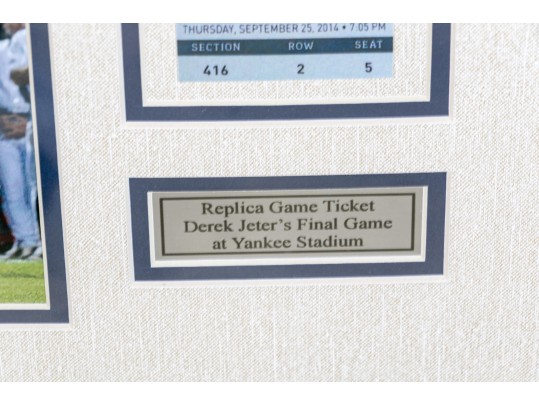 THURSDAY, SEPTEMBER 25, 2014 • 7:05 PM
SECTION ROW SEAT
416 2 5
Replica Game Ticket
Derek Jeter's Final Game
at Yankee Stadium